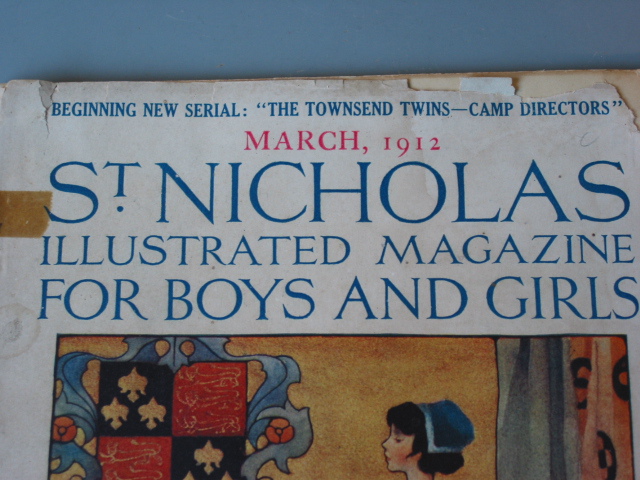 BEGINNING NEW SERIAL: "THE TOWNSEND TWINS—CAMP DIRECTORS"
MARCH, 1912
ST. NICHOLAS
ILLUSTRATED MAGAZINE
FOR BOYS AND GIRLS